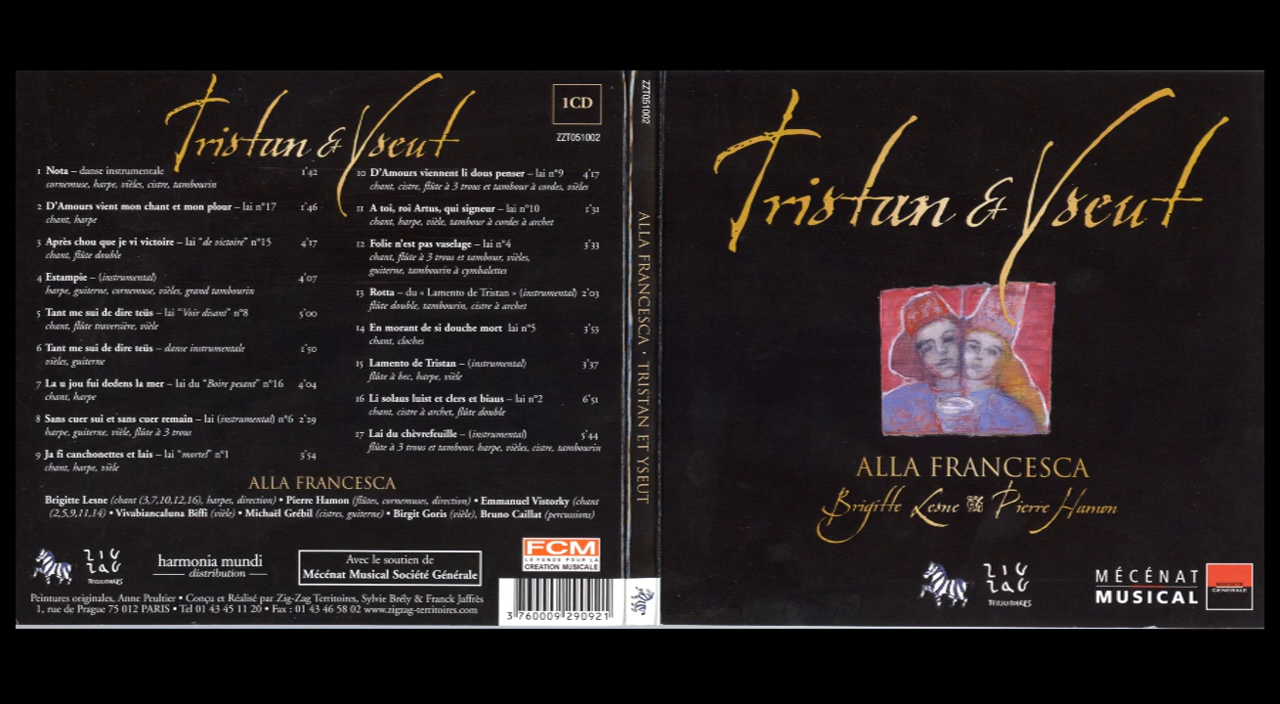 Tristan & Yseut
1CD
ZZT051002
1 Nota – danse instrumentale 1'42
cornemuse, harpe, vièles, cistre, tambourin
2 D'Amours vient mon chant et mon plour – lai n°17 1'46
chant, harpe
3 Après chou que je vi victoire – lai "de victoire" n°15 4'17
chant, flûte double
4 Estampie – (instrumental) 4'07
harpe, guiterne, cornemuse, vièles, grand tambourin
5 Tant me sui de dire teüs – lai "Voir disant" n°8 5'00
chant, flûte traversière, vièle
6 Tant me sui de dire teüs – danse instrumentale 1'50
vièles, guiterne
7 La u jou fui dedens la mer – lai du "Boire pesant" n°16 4'04
chant, harpe
8 Sans cuer sui et sans cuer remain – lai (instrumental) n°6 2'29
harpe, guiterne, vièle, flûte à 3 trous
9 Ja fi canchonettes et lais – lai "mortel" n°1 3'54
chant, harpe, vièle
10 D'Amours viennent li dous penser – lai n°9 4'17
chant, cistre, flûte à 3 trous et tambour à cordes, vièles
11 A toi, roi Artus, qui signeur – lai n°10 1'31
chant, harpe, vièle, tambour à cordes à archet
12 Folie n'est pas vaselage – lai n°4 3'33
chant, flûte à 3 trous et tambour, vièles,
guiterne, tambourin à cymbalettes
13 Rotta – du « Lamento de Tristan » (instrumental) 2'03
flûte double, tambourin, cistre à archet
14 En morant de si douche mort lai n°5 3'53
chant, cloches
15 Lamento de Tristan – (instrumental) 3'37
flûte à bec, harpe, vièle
16 Li solaus luist et clers et biaus – lai n°2 6'51
chant, cistre à archet, flûte double
17 Lai du chèvrefeuille – (instrumental) 5'44
flûte à 3 trous et tambour, harpe, vièles, cistre, tambourin
ALLA FRANCESCA
Brigitte Lesne (chant (3,7,10,12,16), harpes, direction) • Pierre Hamon (flûtes, cornemuses, direction) • Emmanuel Vistorky (chant
(2,5,9,11,14) • Vivabiancaluna Biffi (vièle) • Michaël Grébil (cistres, guiterne) • Birgit Goris (vièle), Bruno Caillat (percussions)
ZIG
ZAG
TERRITOIRES
harmonia mundi
distribution
Avec le soutien de
Mécénat Musical Société Générale
FCM
LE FONDS POUR LA
CREATION MUSICALE
Peintures originales, Anne Peultier • Conçu et Réalisé par Zig-Zag Territoires, Sylvie Brély & Franck Jaffrès
1, rue de Prague 75 012 PARIS • Tel 01 43 45 11 20 • Fax : 01 43 46 58 02 www.zigzag-territoires.com
3 760009 290921
ZZT051002
ALLA FRANCESCA • TRISTAN ET YSEUT
Tristan & Yseut
ALLA FRANCESCA
Brigitte Lesne Pierre Hamon
ZIG
ZAG
TERRITOIRES
MÉCÉNAT
MUSICAL
SOCIETE
GENERALE